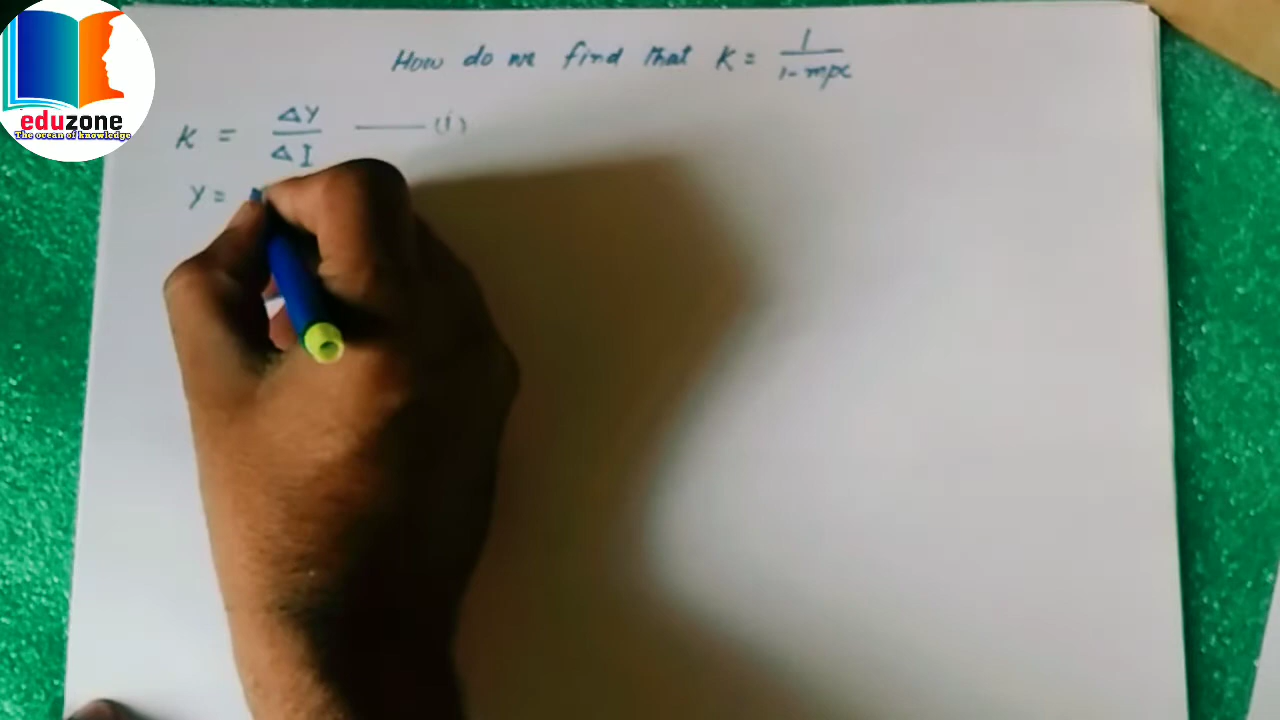 How do we find that K = 1 / 1 - mpc
K = ΔY / ΔI ——— (i)
Y =
eduzone
The ocean of knowledge